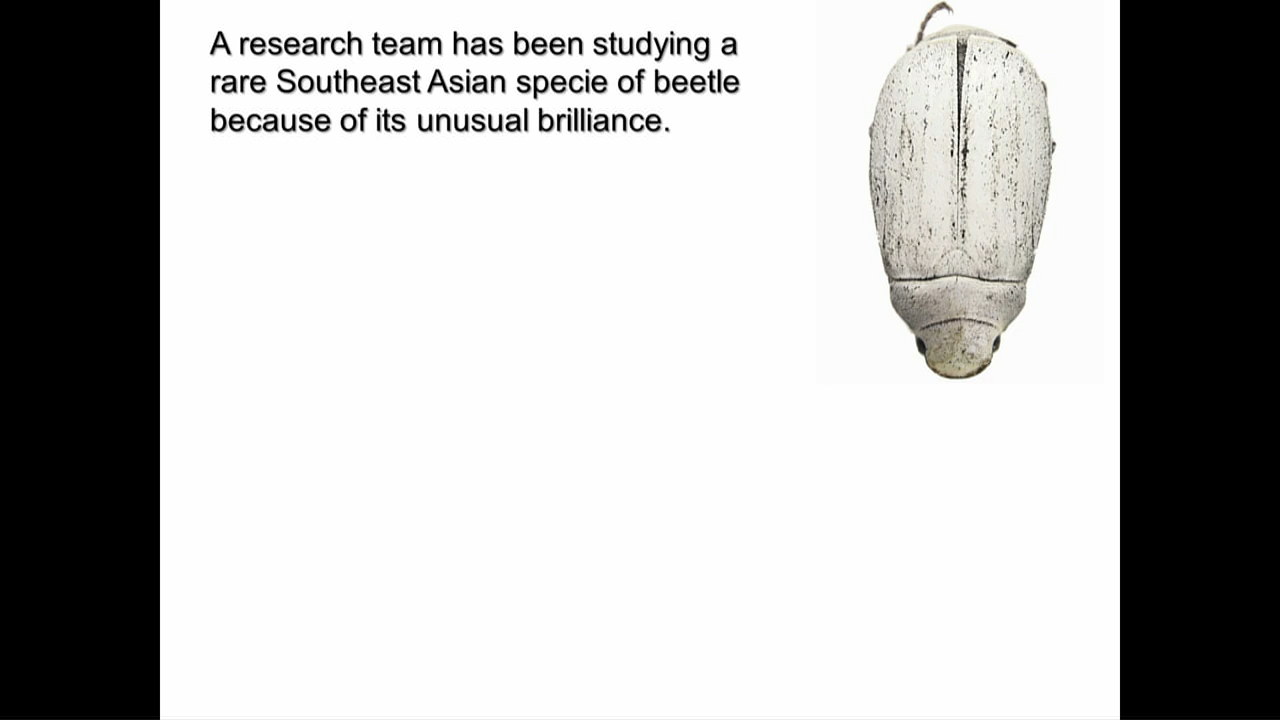 A research team has been studying a
rare Southeast Asian specie of beetle
because of its unusual brilliance.